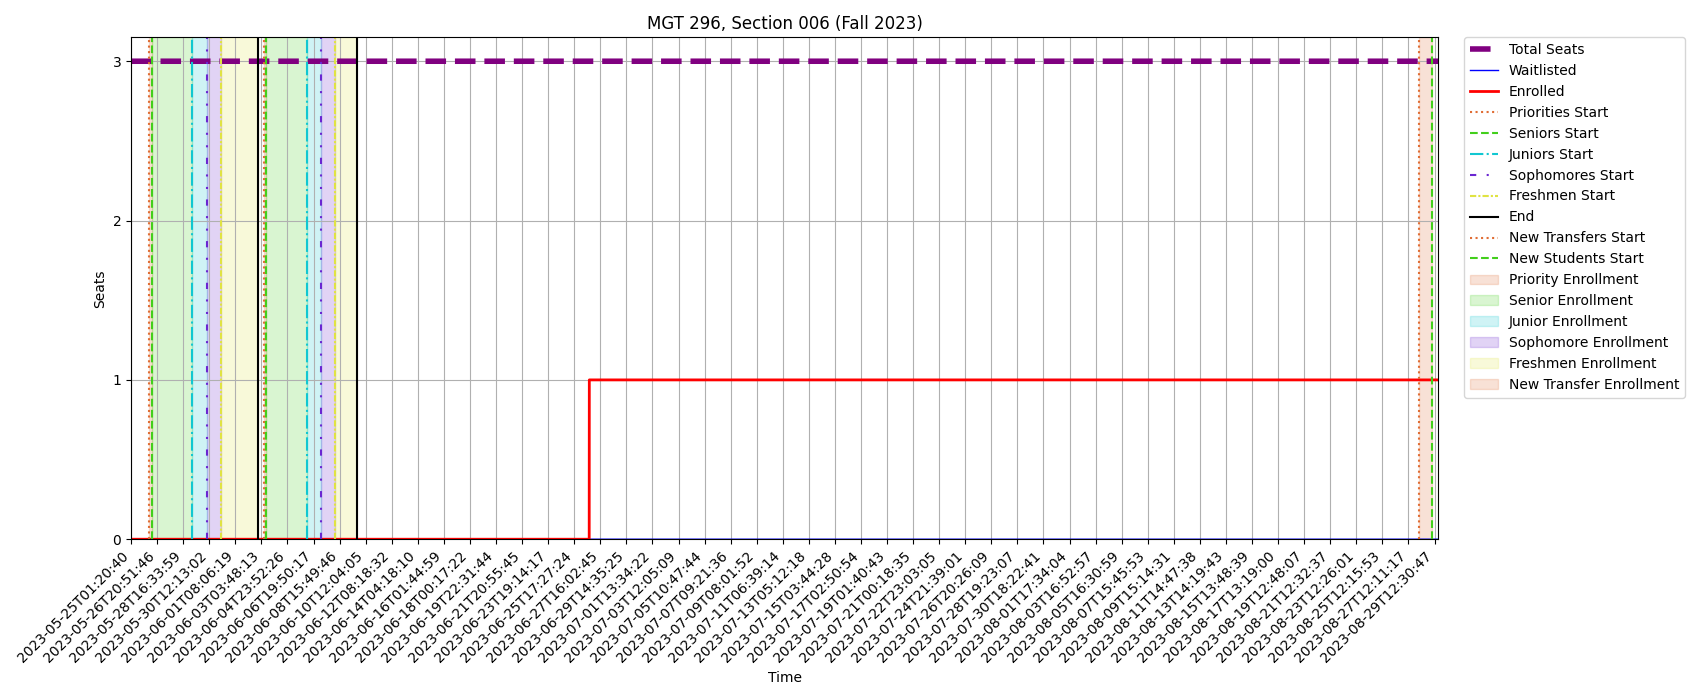 MGT 296, Section 006 (Fall 2023)
Seats
3
2
1
0
2023-05-25T01:20:40
2023-05-26T20:51:46
2023-05-28T16:33:59
2023-05-30T12:13:02
2023-06-01T08:06:19
2023-06-03T03:48:13
2023-06-04T23:52:26
2023-06-06T19:50:17
2023-06-08T15:49:46
2023-06-10T12:04:05
2023-06-12T08:18:32
2023-06-14T04:18:10
2023-06-16T01:44:59
2023-06-18T00:17:22
2023-06-19T22:31:44
2023-06-21T20:55:45
2023-06-23T19:14:17
2023-06-25T17:27:24
2023-06-27T16:02:45
2023-06-29T14:35:25
2023-07-01T13:34:22
2023-07-03T12:05:09
2023-07-05T10:47:44
2023-07-07T09:21:36
2023-07-09T08:01:52
2023-07-11T06:39:14
2023-07-13T05:12:18
2023-07-15T03:44:28
2023-07-17T02:50:54
2023-07-19T01:40:43
2023-07-21T00:18:35
2023-07-22T23:03:05
2023-07-24T21:39:01
2023-07-26T20:26:09
2023-07-28T19:23:07
2023-07-30T18:22:41
2023-08-01T17:34:04
2023-08-03T16:52:57
2023-08-05T16:30:59
2023-08-07T15:45:53
2023-08-09T15:14:31
2023-08-11T14:47:38
2023-08-13T14:19:43
2023-08-15T13:48:39
2023-08-17T13:19:00
2023-08-19T12:48:07
2023-08-21T12:32:37
2023-08-23T12:26:01
2023-08-25T12:15:53
2023-08-27T12:11:17
2023-08-29T12:30:47
Time
Total Seats
Waitlisted
Enrolled
Priorities Start
Seniors Start
Juniors Start
Sophomores Start
Freshmen Start
End
New Transfers Start
New Students Start
Priority Enrollment
Senior Enrollment
Junior Enrollment
Sophomore Enrollment
Freshmen Enrollment
New Transfer Enrollment